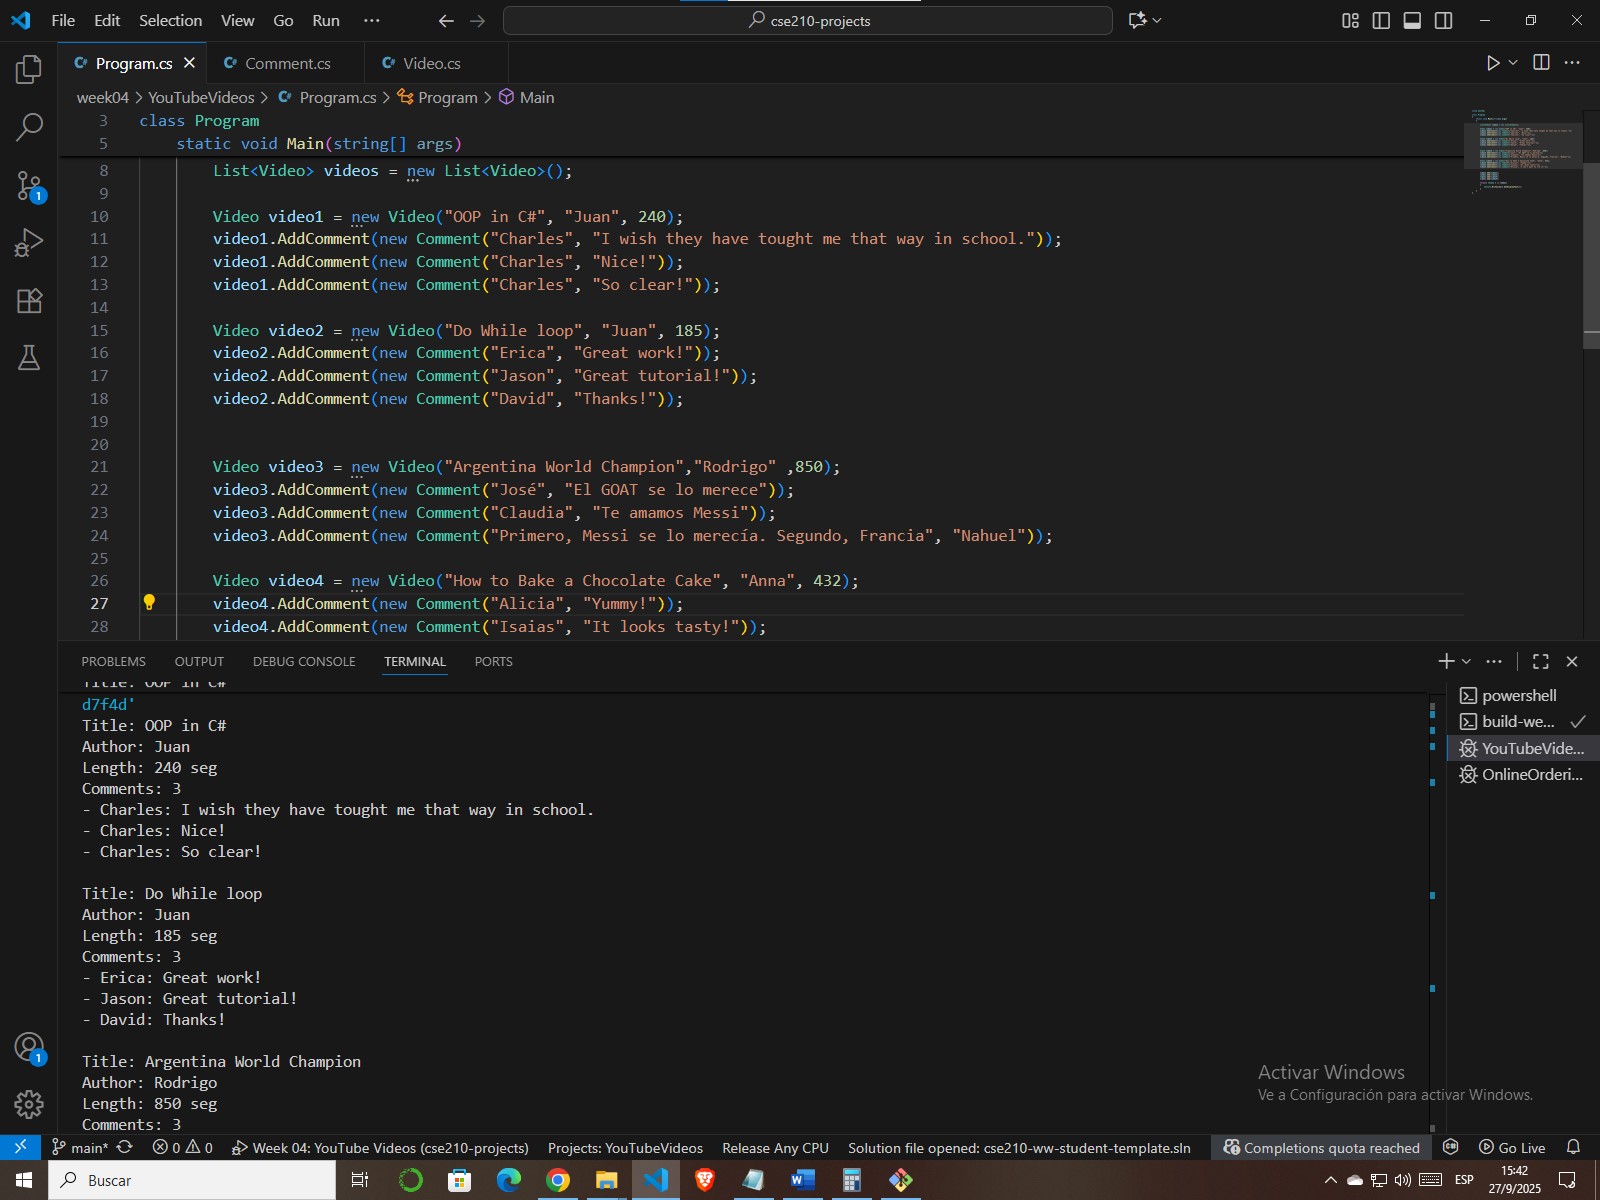 File Edit Selection View Go Run ··· cse210-projects
Program.cs Comment.cs Video.cs
week04 > YouTubeVideos > Program.cs > Program > Main
3 class Program
5 static void Main(string[] args)
8 List<Video> videos = new List<Video>();
9
10 Video video1 = new Video("OOP in C#", "Juan", 240);
11 video1.AddComment(new Comment("Charles", "I wish they have tought me that way in school."));
12 video1.AddComment(new Comment("Charles", "Nice!"));
13 video1.AddComment(new Comment("Charles", "So clear!"));
14
15 Video video2 = new Video("Do While loop", "Juan", 185);
16 video2.AddComment(new Comment("Erica", "Great work!"));
17 video2.AddComment(new Comment("Jason", "Great tutorial!"));
18 video2.AddComment(new Comment("David", "Thanks!"));
19
20
21 Video video3 = new Video("Argentina World Champion","Rodrigo" ,850);
22 video3.AddComment(new Comment("José", "El GOAT se lo merece"));
23 video3.AddComment(new Comment("Claudia", "Te amamos Messi"));
24 video3.AddComment(new Comment("Primero, Messi se lo merecía. Segundo, Francia", "Nahuel"));
25
26 Video video4 = new Video("How to Bake a Chocolate Cake", "Anna", 432);
27 video4.AddComment(new Comment("Alicia", "Yummy!"));
28 video4.AddComment(new Comment("Isaias", "It looks tasty!"));
PROBLEMS OUTPUT DEBUG CONSOLE TERMINAL PORTS
Title: OOP in C#
d7f4d'
Title: OOP in C#
Author: Juan
Length: 240 seg
Comments: 3
- Charles: I wish they have tought me that way in school.
- Charles: Nice!
- Charles: So clear!
Title: Do While loop
Author: Juan
Length: 185 seg
Comments: 3
- Erica: Great work!
- Jason: Great tutorial!
- David: Thanks!
Title: Argentina World Champion
Author: Rodrigo
Length: 850 seg
Comments: 3
powershell
build-we...
YouTubeVide...
OnlineOrderi...
1
1
Activar Windows
Ve a Configuración para activar Windows.
main* 0 0 Week 04: YouTube Videos (cse210-projects) Projects: YouTubeVideos Release Any CPU Solution file opened: cse210-ww-student-template.sln Completions quota reached Go Live
Buscar ESP 15:42
27/9/2025